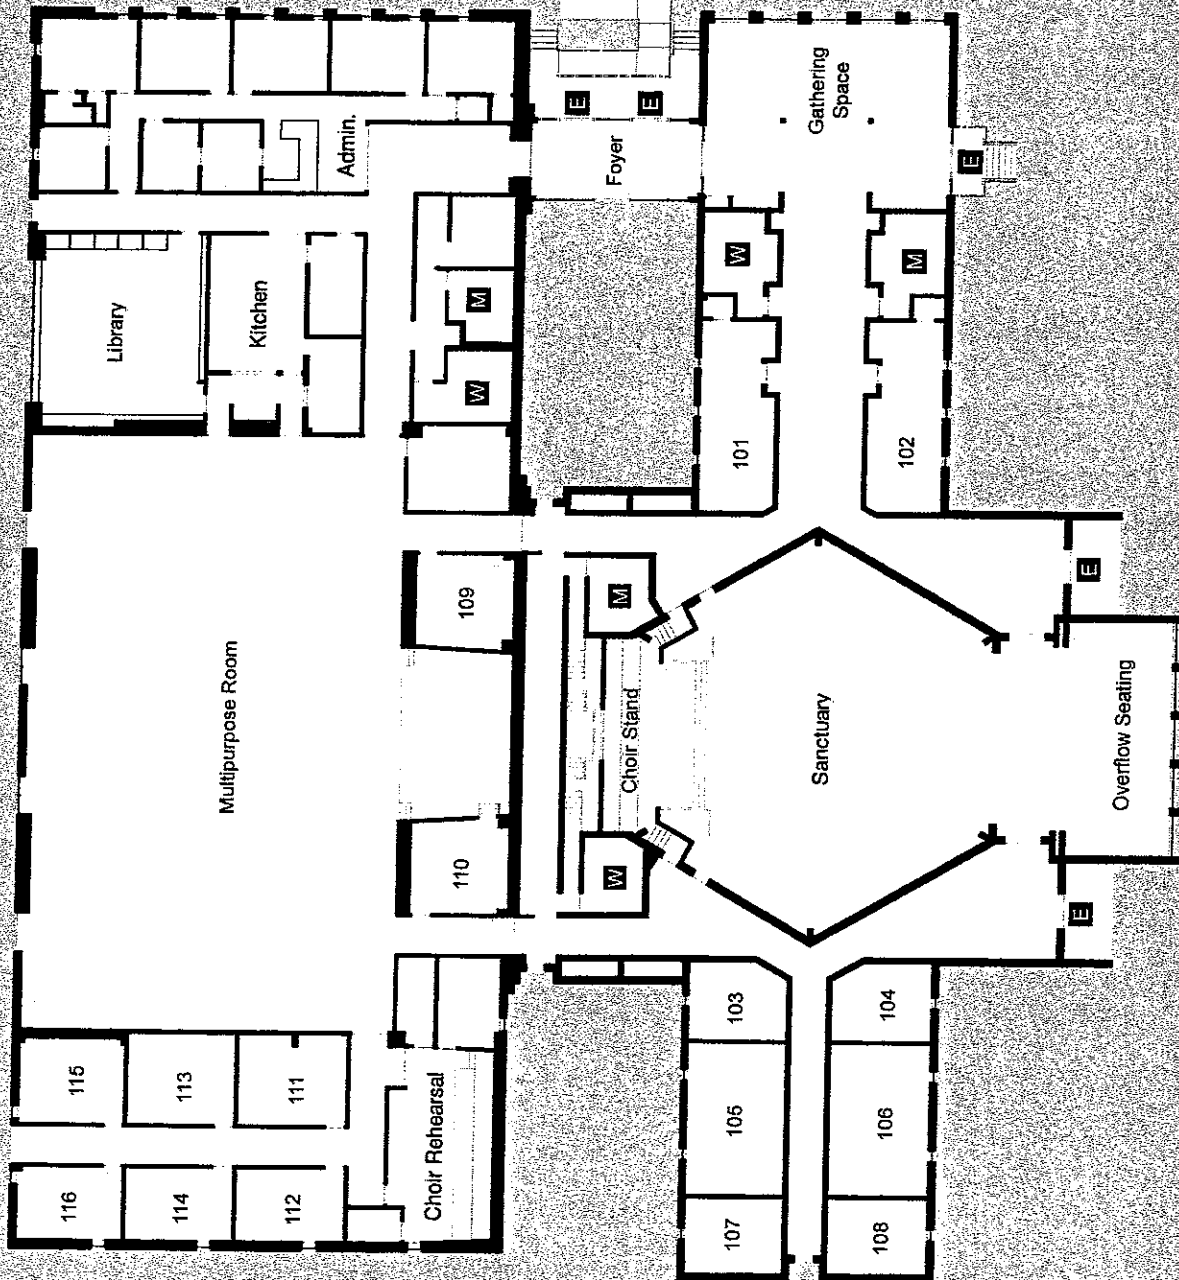 Gathering
Space
E
E
E
Foyer
Admin.
W
M
Library
Kitchen
M
W
101
102
Multipurpose Room
109
110
M
W
Choir Stand
Sanctuary
Overflow Seating
E
E
103
104
105
106
107
108
115
113
111
116
114
112
Choir Rehearsal